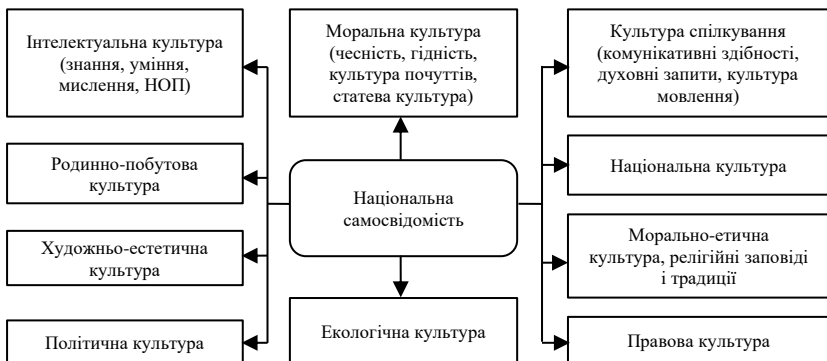 Інтелектуальна культура
(знання, уміння,
мислення, НОП)
Моральна культура
(чесність, гідність,
культура почуттів,
статева культура)
Культура спілкування
(комунікативні здібності,
духовні запити, культура
мовлення)
Родинно-побутова
культура
Національна
самосвідомість
Національна культура
Художньо-естетична
культура
Морально-етична
культура, релігійні заповіді
і традиції
Політична культура
Екологічна культура
Правова культура